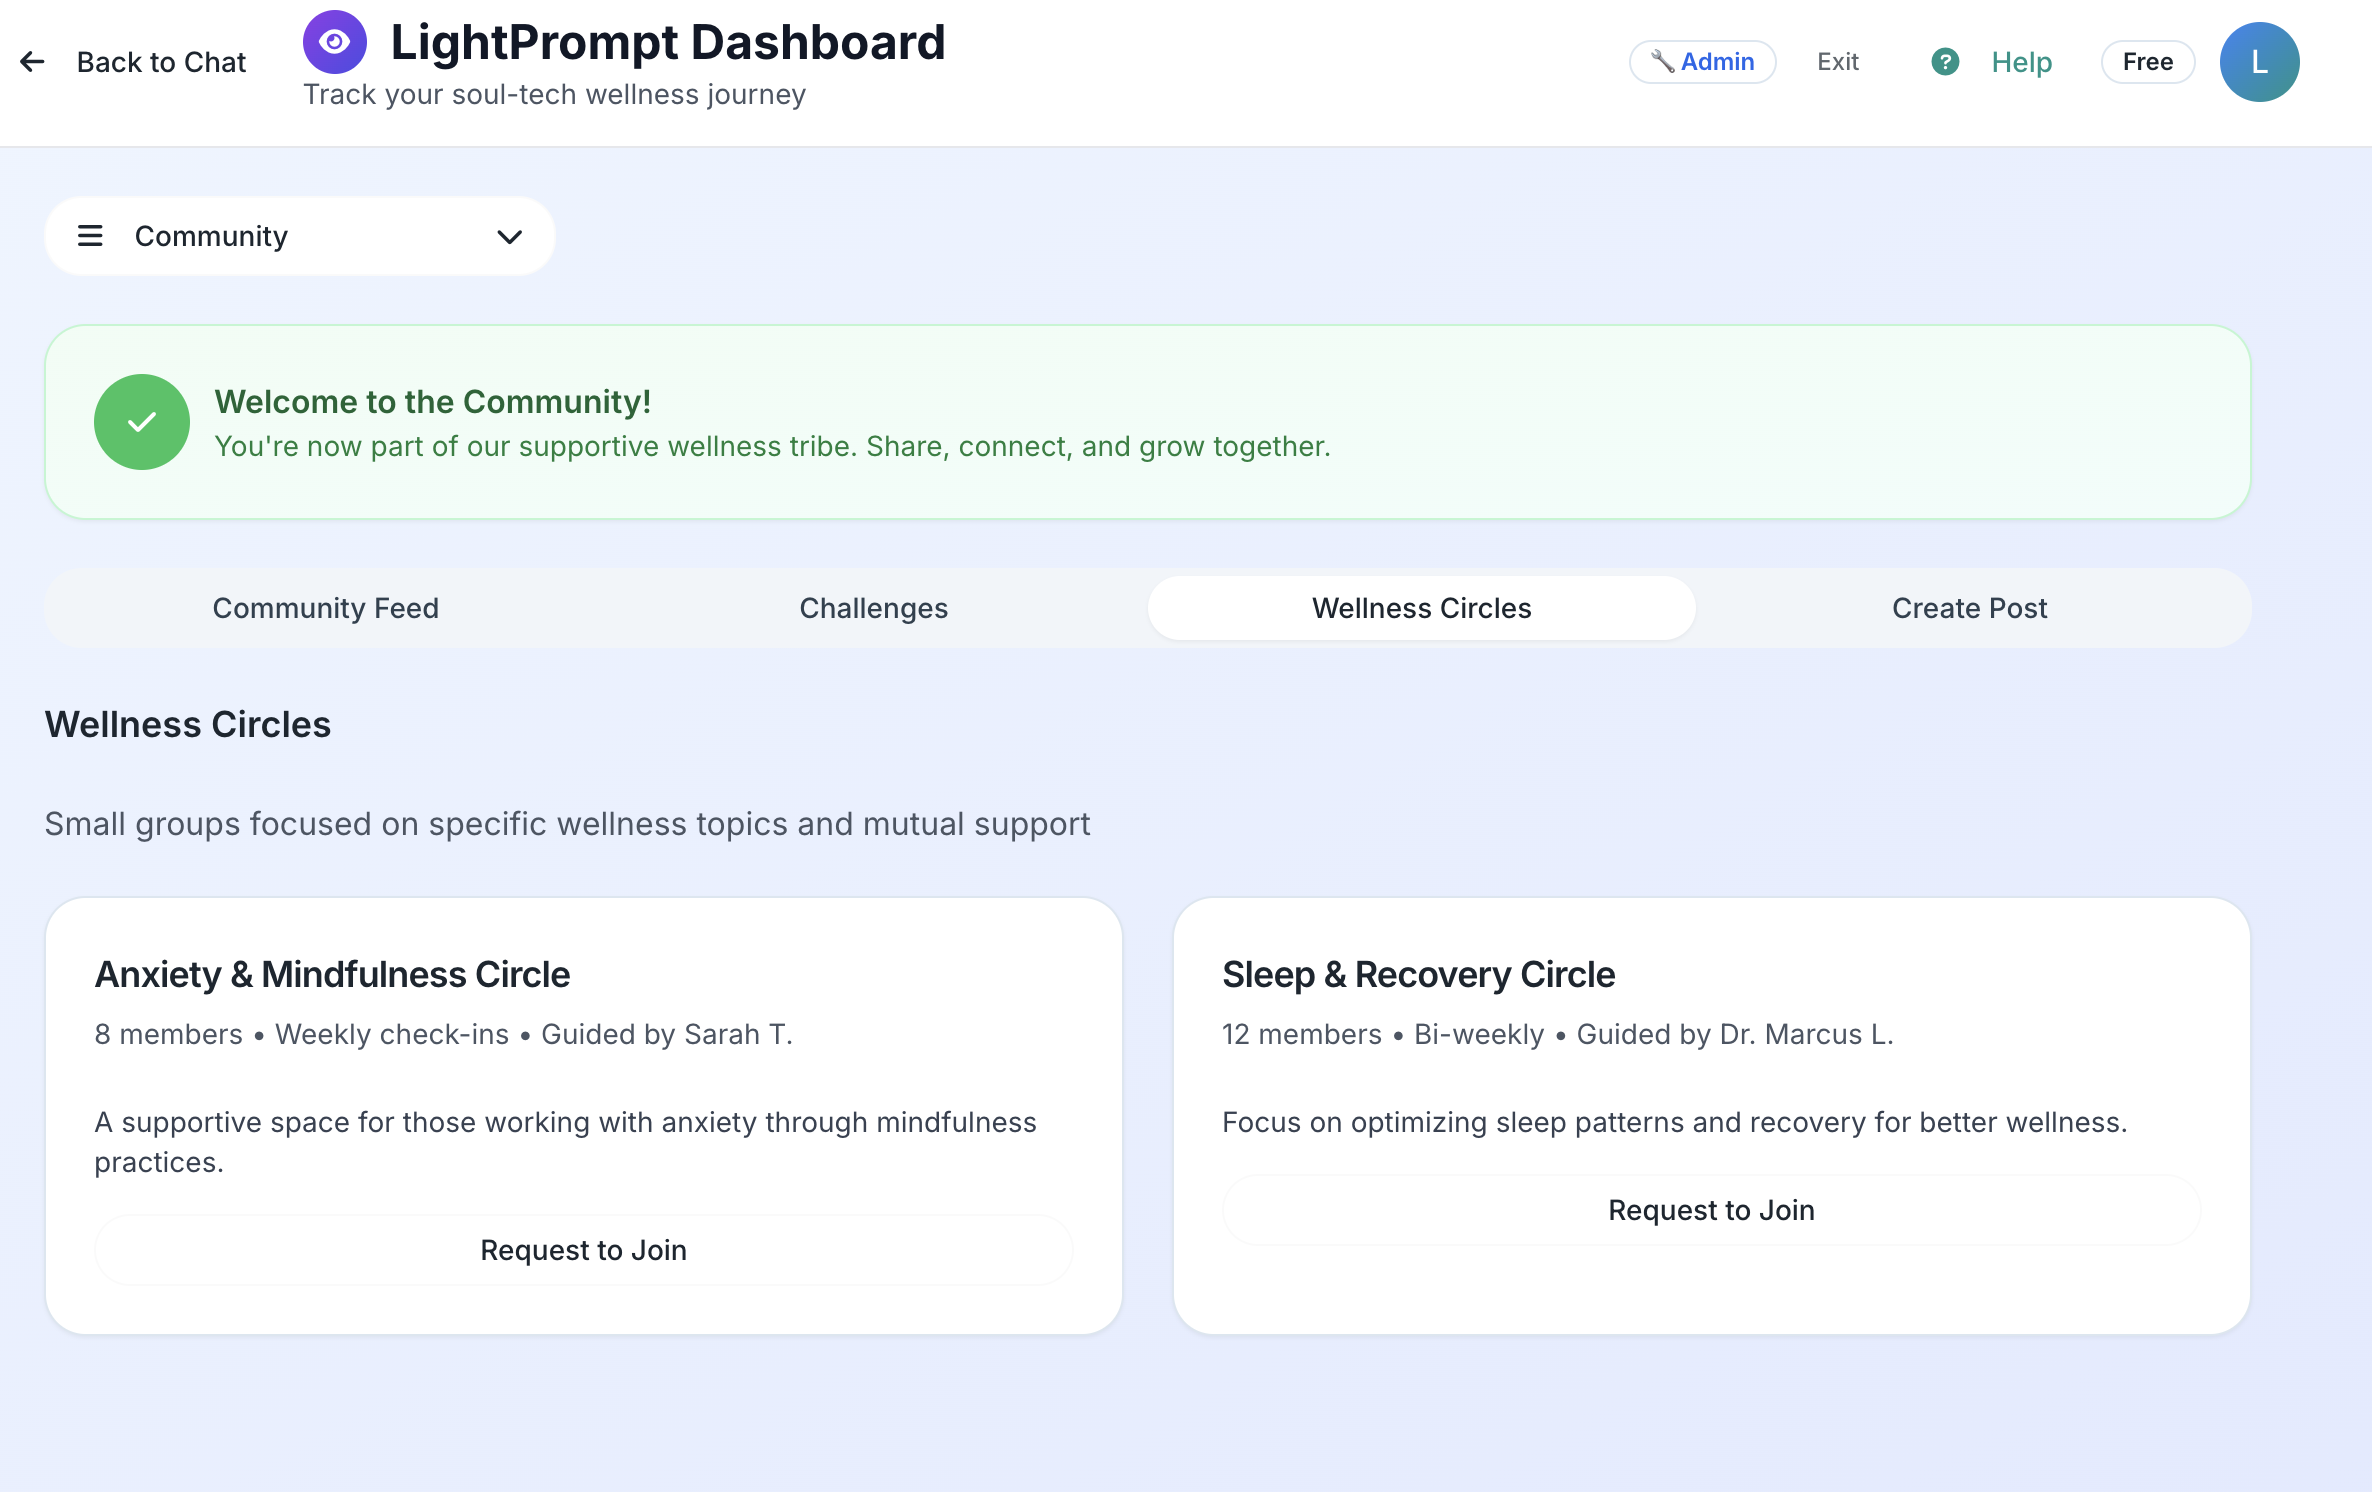 Back to Chat
LightPrompt Dashboard
Track your soul-tech wellness journey
🔧 Admin
Exit
? Help
Free
L
Community
Welcome to the Community!
You're now part of our supportive wellness tribe. Share, connect, and grow together.
Community Feed
Challenges
Wellness Circles
Create Post
Wellness Circles
Small groups focused on specific wellness topics and mutual support
Anxiety & Mindfulness Circle
8 members • Weekly check-ins • Guided by Sarah T.
A supportive space for those working with anxiety through mindfulness
practices.
Request to Join
Sleep & Recovery Circle
12 members • Bi-weekly • Guided by Dr. Marcus L.
Focus on optimizing sleep patterns and recovery for better wellness.
Request to Join